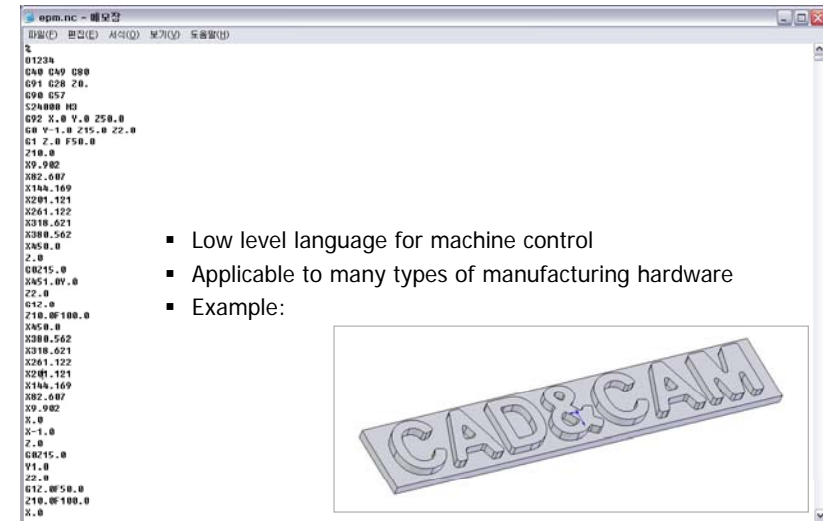 epm.nc - 메모장
파일(F) 편집(E) 서식(O) 보기(V) 도움말(H)
%
O1234
G40 G49 G80
G91 G28 Z0.
G90 G57
S24000 M3
G92 X.0 Y.0 Z50.0
G0 Y-1.0 Z15.0 Z2.0
G1 Z.0 F50.0
Z10.0
X9.902
X82.607
X144.169
X201.121
X261.122
X318.621
X380.562
X450.0
Z.0
G0Z15.0
X451.0Y.0
Z2.0
G1Z.0
Z10.0F100.0
X450.0
X380.562
X318.621
X261.122
X201.121
X144.169
X82.607
X9.902
X.0
X-1.0
Z.0
G0Z15.0
Y1.0
Z2.0
G1Z.0F50.0
Z10.0F100.0
X.0
▪ Low level language for machine control
▪ Applicable to many types of manufacturing hardware
▪ Example:
CAD&CAM